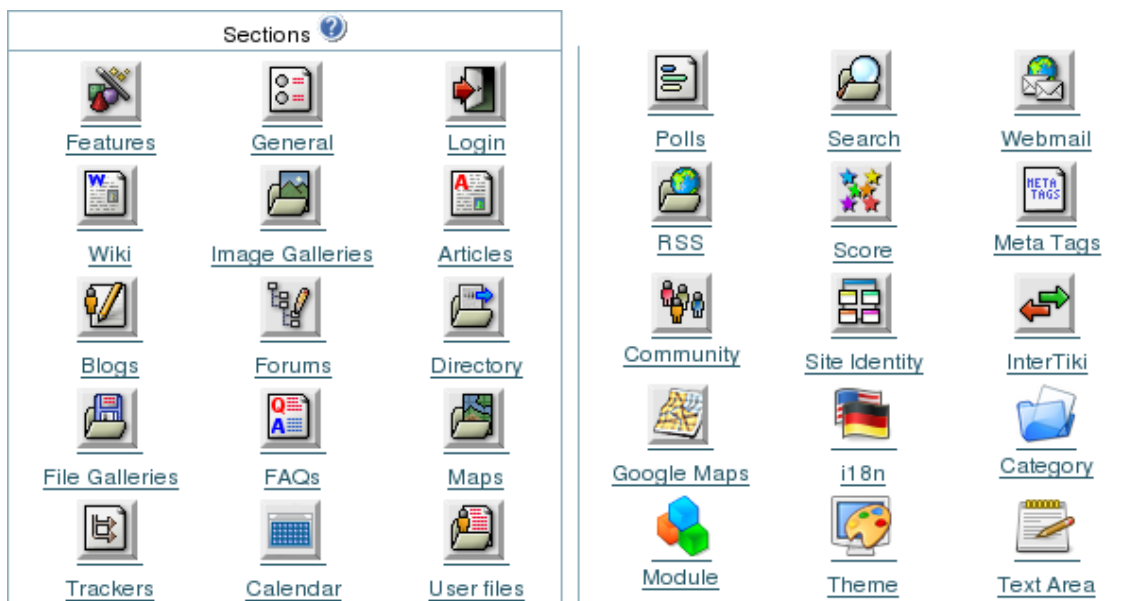 Sections ?
Features General Login
W
A
Wiki Image Galleries Articles
Blogs Forums Directory
Q
A
File Galleries FAQs Maps
Trackers Calendar User files
Polls Search Webmail
META
TAGS
RSS Score Meta Tags
Community Site Identity InterTiki
Google Maps i18n Category
Module Theme Text Area